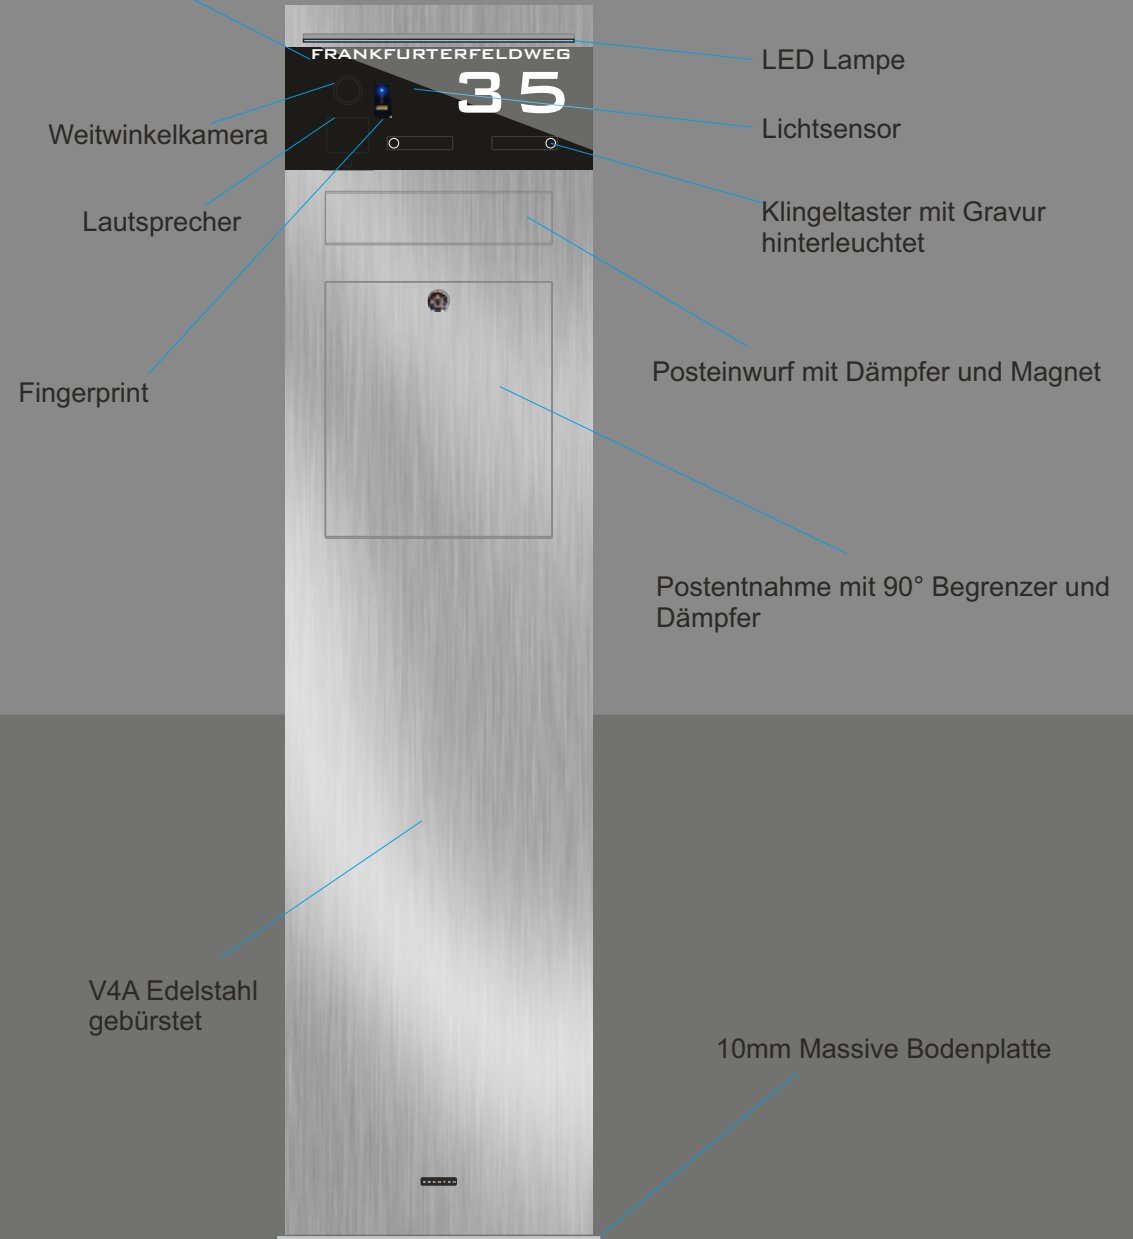 FRANKFURTERFELDWEG
35
LED Lampe
Lichtsensor
Weitwinkelkamera
Lautsprecher
Klingeltaster mit Gravur
hinterleuchtet
Fingerprint
Posteinwurf mit Dämpfer und Magnet
Postentnahme mit 90° Begrenzer und
Dämpfer
V4A Edelstahl
gebürstet
10mm Massive Bodenplatte